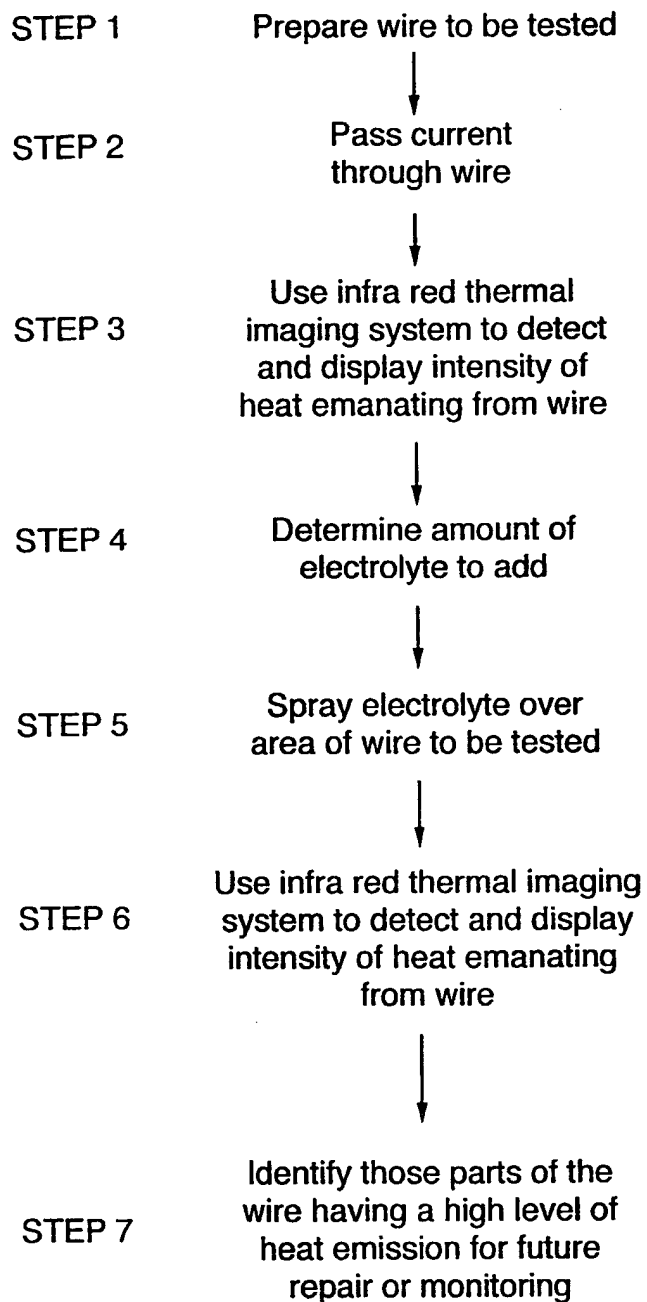 STEP 1
Prepare wire to be tested
STEP 2
Pass current
through wire
STEP 3
Use infra red thermal
imaging system to detect
and display intensity of
heat emanating from wire
STEP 4
Determine amount of
electrolyte to add
STEP 5
Spray electrolyte over
area of wire to be tested
STEP 6
Use infra red thermal imaging
system to detect and display
intensity of heat emanating
from wire
STEP 7
Identify those parts of the
wire having a high level of
heat emission for future
repair or monitoring